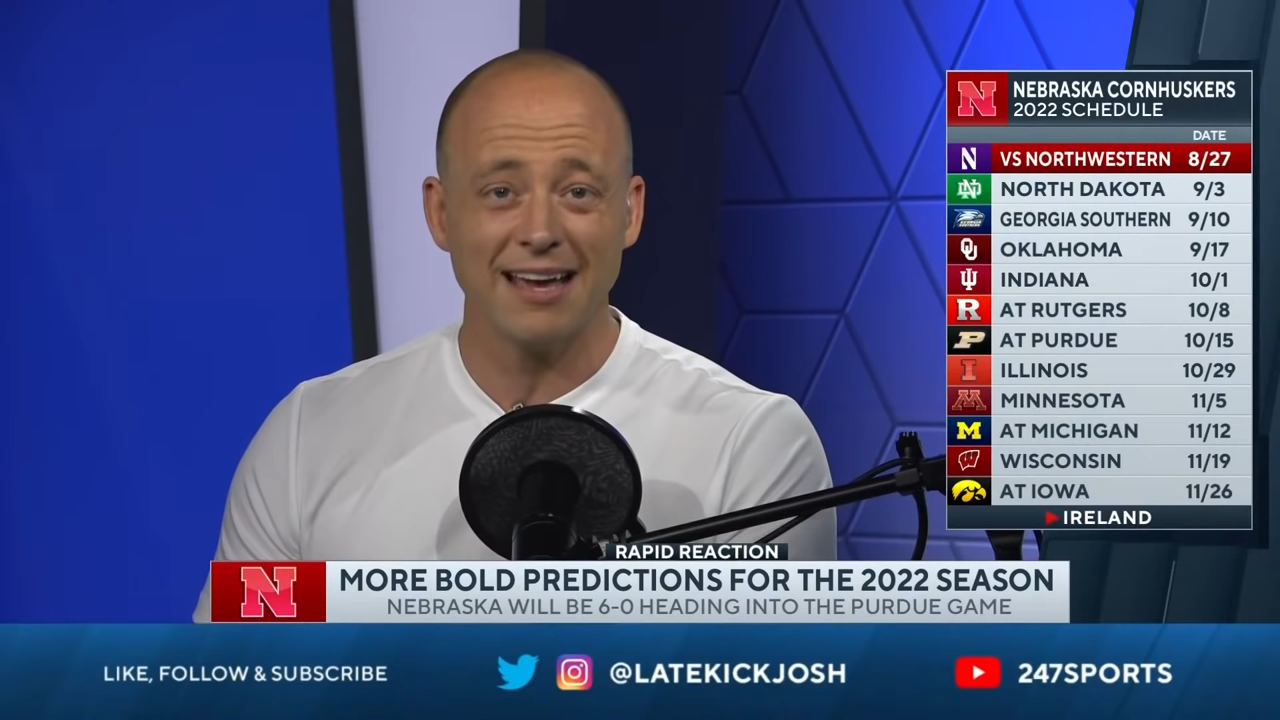 NEBRASKA CORNHUSKERS
2022 SCHEDULE
DATE
VS NORTHWESTERN 8/27
NORTH DAKOTA 9/3
GEORGIA SOUTHERN 9/10
OKLAHOMA 9/17
INDIANA 10/1
AT RUTGERS 10/8
AT PURDUE 10/15
ILLINOIS 10/29
MINNESOTA 11/5
AT MICHIGAN 11/12
WISCONSIN 11/19
AT IOWA 11/26
IRELAND
RAPID REACTION
MORE BOLD PREDICTIONS FOR THE 2022 SEASON
NEBRASKA WILL BE 6-0 HEADING INTO THE PURDUE GAME
LIKE, FOLLOW & SUBSCRIBE @LATEKICKJOSH 247SPORTS